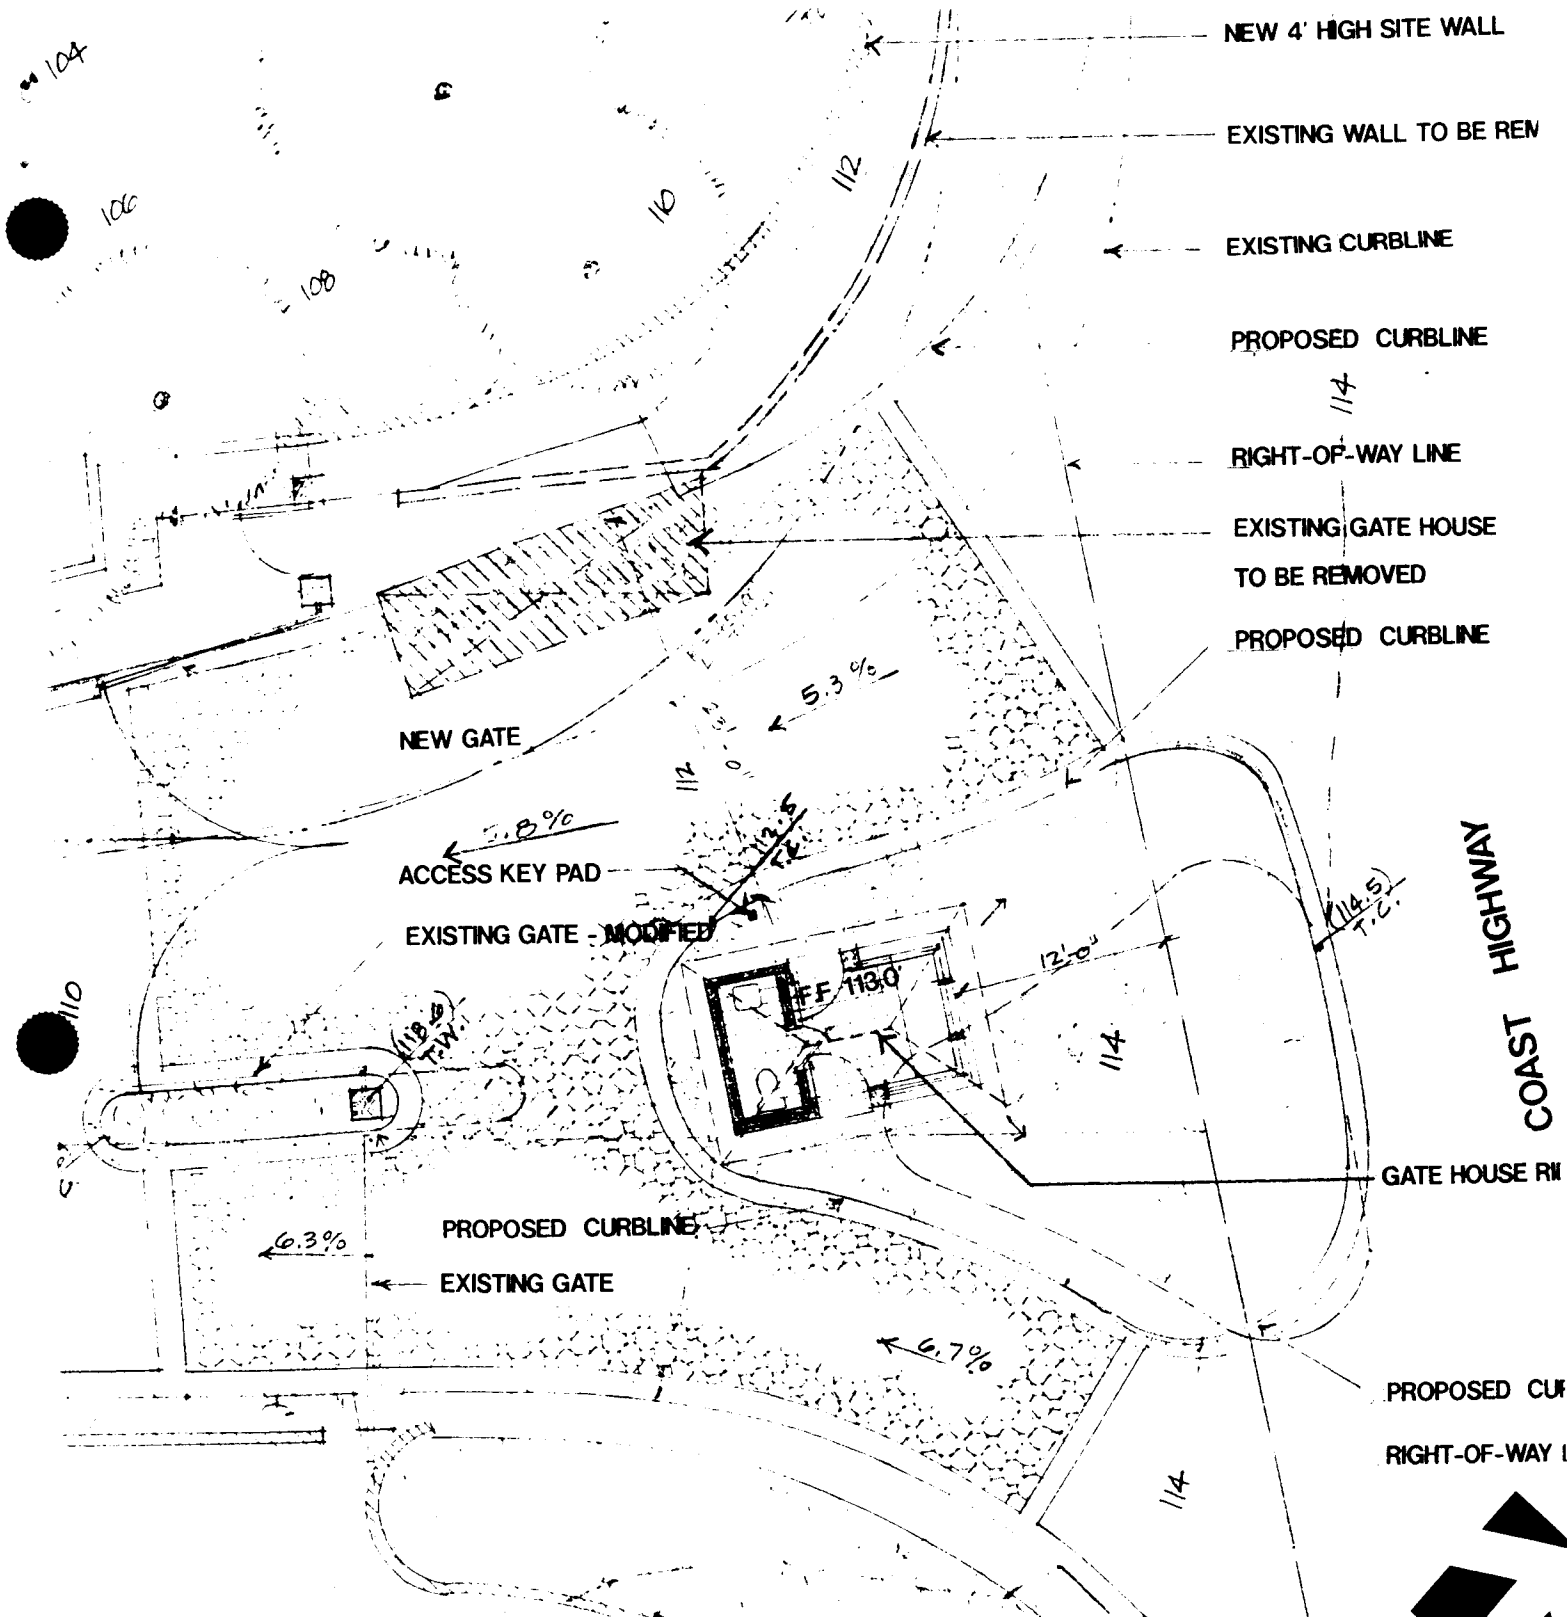 NEW 4' HIGH SITE WALL
104
EXISTING WALL TO BE REM
112
106
110
EXISTING CURBLINE
108
PROPOSED CURBLINE
114
RIGHT-OF-WAY LINE
EXISTING GATE HOUSE
TO BE REMOVED
PROPOSED CURBLINE
5.3%
NEW GATE
112
.8%
112.5
T.C.
ACCESS KEY PAD
EXISTING GATE - MODIFIED
(114.5)
T.C.
COAST HIGHWAY
12'-0"
F.F. 113.0'
110
T.W.
114
GATE HOUSE
PROPOSED CURBLINE
6.3%
EXISTING GATE
6.7%
PROPOSED CUR
RIGHT-OF-WAY L
114